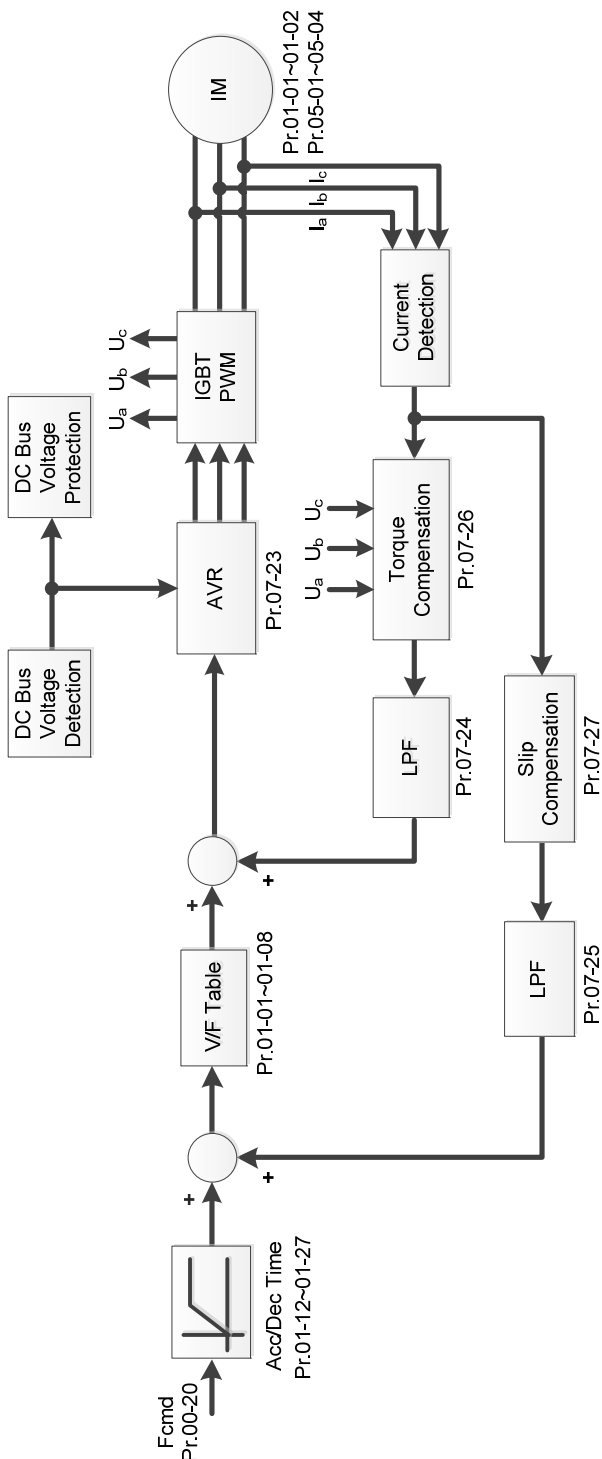 Fcmd
Pr.00-20
Acc/Dec Time
Pr.01-12~01-27
+
+
V/F Table
Pr.01-01~01-08
+
+
DC Bus
Voltage
Detection
DC Bus
Voltage
Protection
AVR
Pr.07-23
IGBT
PWM
Ua
Ub
Uc
IM
Pr.01-01~01-02
Pr.05-01~05-04
Ia
Ib
Ic
Current
Detection
Ua
Ub
Uc
Torque
Compensation
Pr.07-26
LPF
Pr.07-24
Slip
Compensation
Pr.07-27
LPF
Pr.07-25